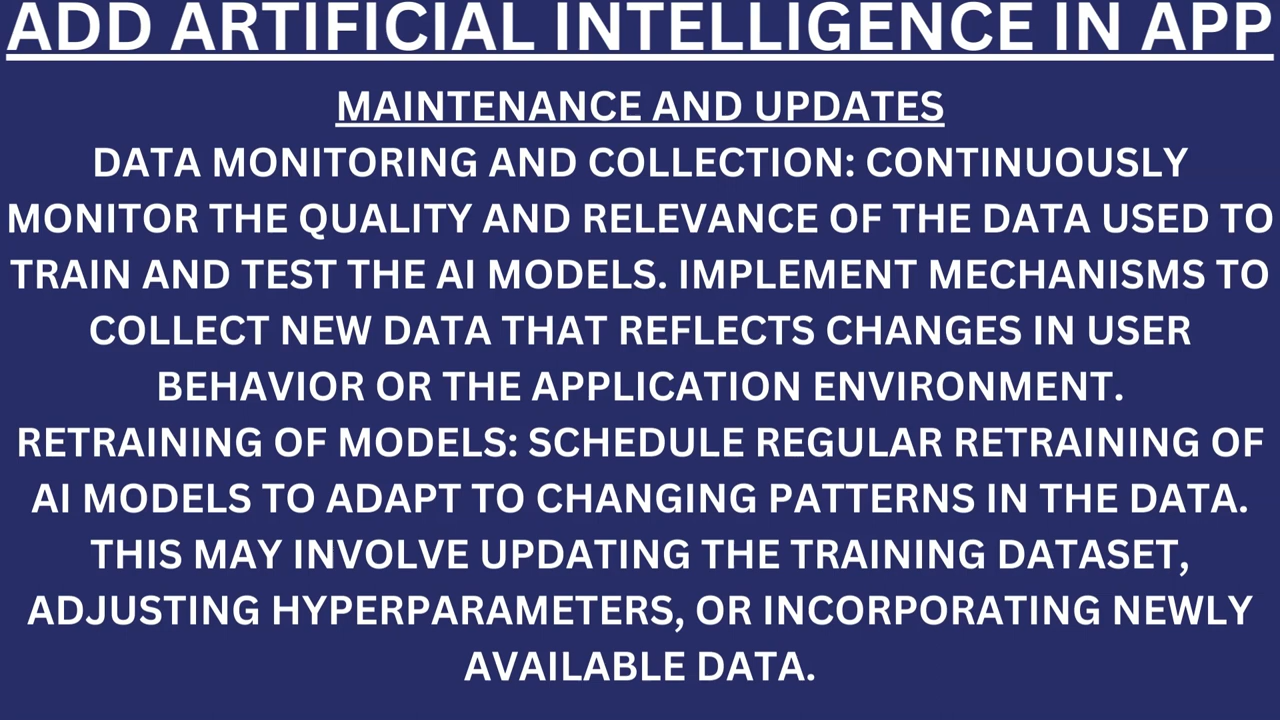 ADD ARTIFICIAL INTELLIGENCE IN APP
MAINTENANCE AND UPDATES
DATA MONITORING AND COLLECTION: CONTINUOUSLY
MONITOR THE QUALITY AND RELEVANCE OF THE DATA USED TO
TRAIN AND TEST THE AI MODELS. IMPLEMENT MECHANISMS TO
COLLECT NEW DATA THAT REFLECTS CHANGES IN USER
BEHAVIOR OR THE APPLICATION ENVIRONMENT.
RETRAINING OF MODELS: SCHEDULE REGULAR RETRAINING OF
AI MODELS TO ADAPT TO CHANGING PATTERNS IN THE DATA.
THIS MAY INVOLVE UPDATING THE TRAINING DATASET,
ADJUSTING HYPERPARAMETERS, OR INCORPORATING NEWLY
AVAILABLE DATA.